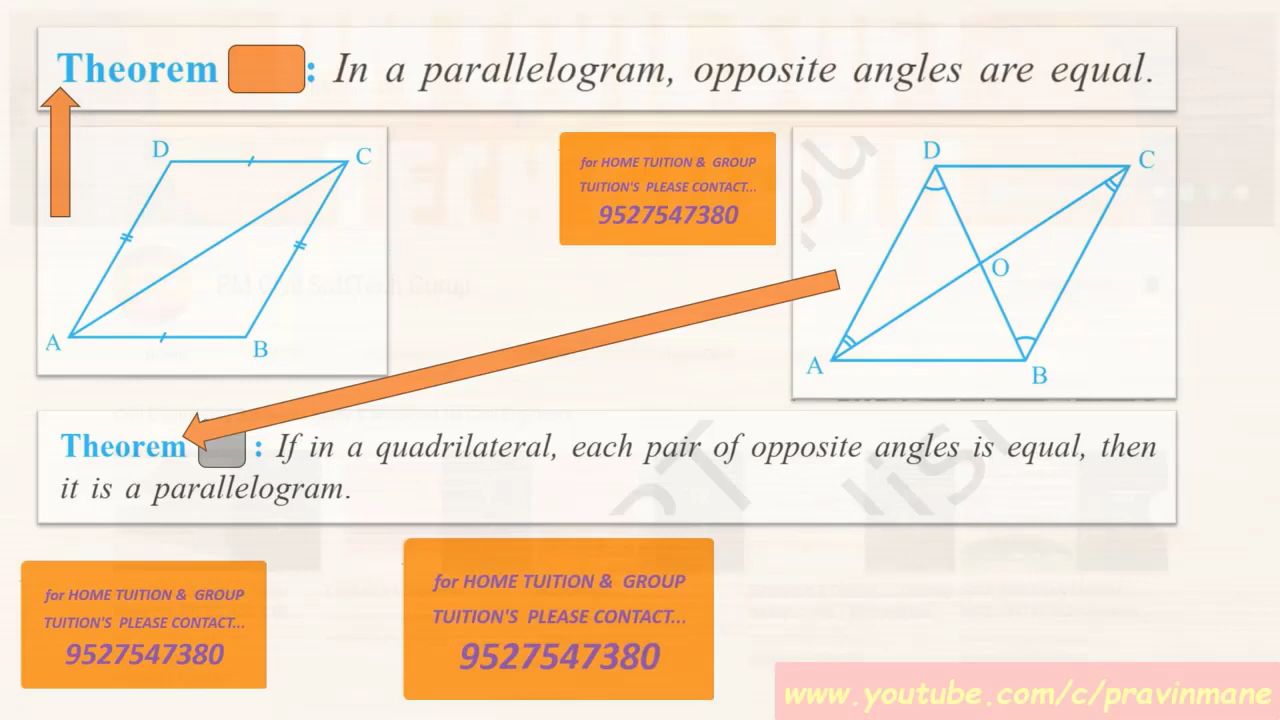 Theorem : In a parallelogram, opposite angles are equal.
D
C
A
B
for HOME TUITION & GROUP
TUITION'S PLEASE CONTACT...
9527547380
D
C
O
A
B
Theorem : If in a quadrilateral, each pair of opposite angles is equal, then
it is a parallelogram.
for HOME TUITION & GROUP
TUITION'S PLEASE CONTACT...
9527547380
for HOME TUITION & GROUP
TUITION'S PLEASE CONTACT...
9527547380
www.youtube.com/c/pravinmane